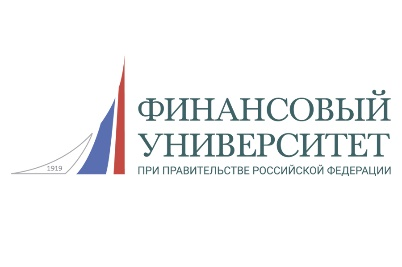 ФИНАНСОВЫЙ
УНИВЕРСИТЕТ
ПРИ ПРАВИТЕЛЬСТВЕ РОССИЙСКОЙ ФЕДЕРАЦИИ
1919